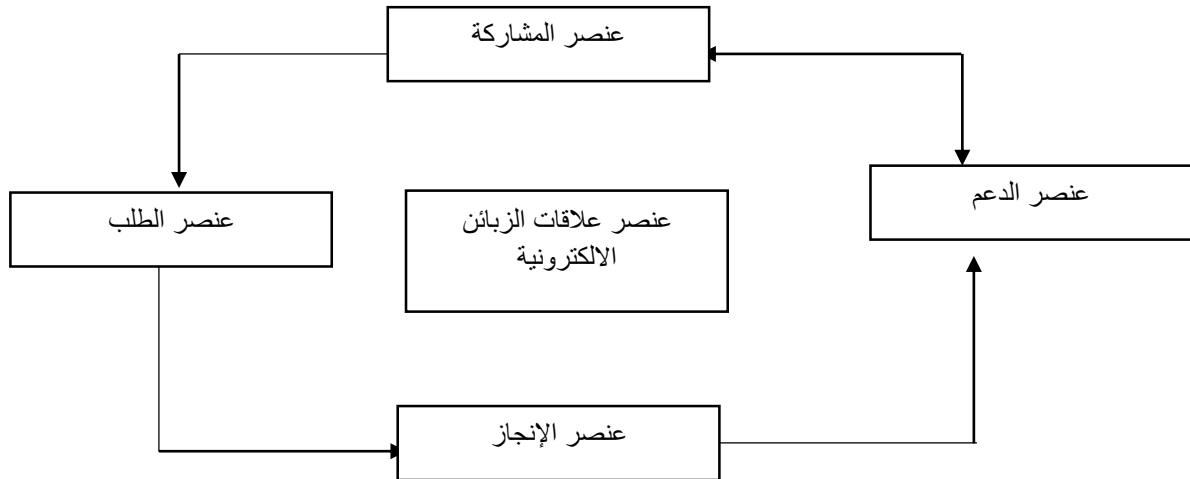 عنصر المشاركة
عنصر الدعم
عنصر الطلب
عنصر علاقات الزبائن
الالكترونية
عنصر الإنجاز